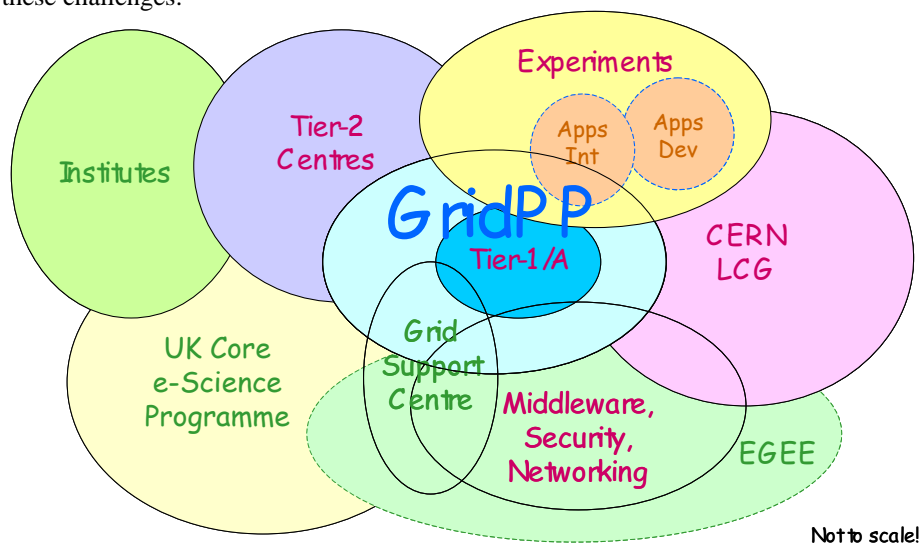 these challenges.
Experiments
Apps
Int
Apps
Dev
Tier-2
Centres
Institutes
GridPP
Tier-1/A
CERN
LCG
Grid
Support
Centre
UK Core
e-Science
Programme
Middleware,
Security,
Networking
EGEE
Not to scale!